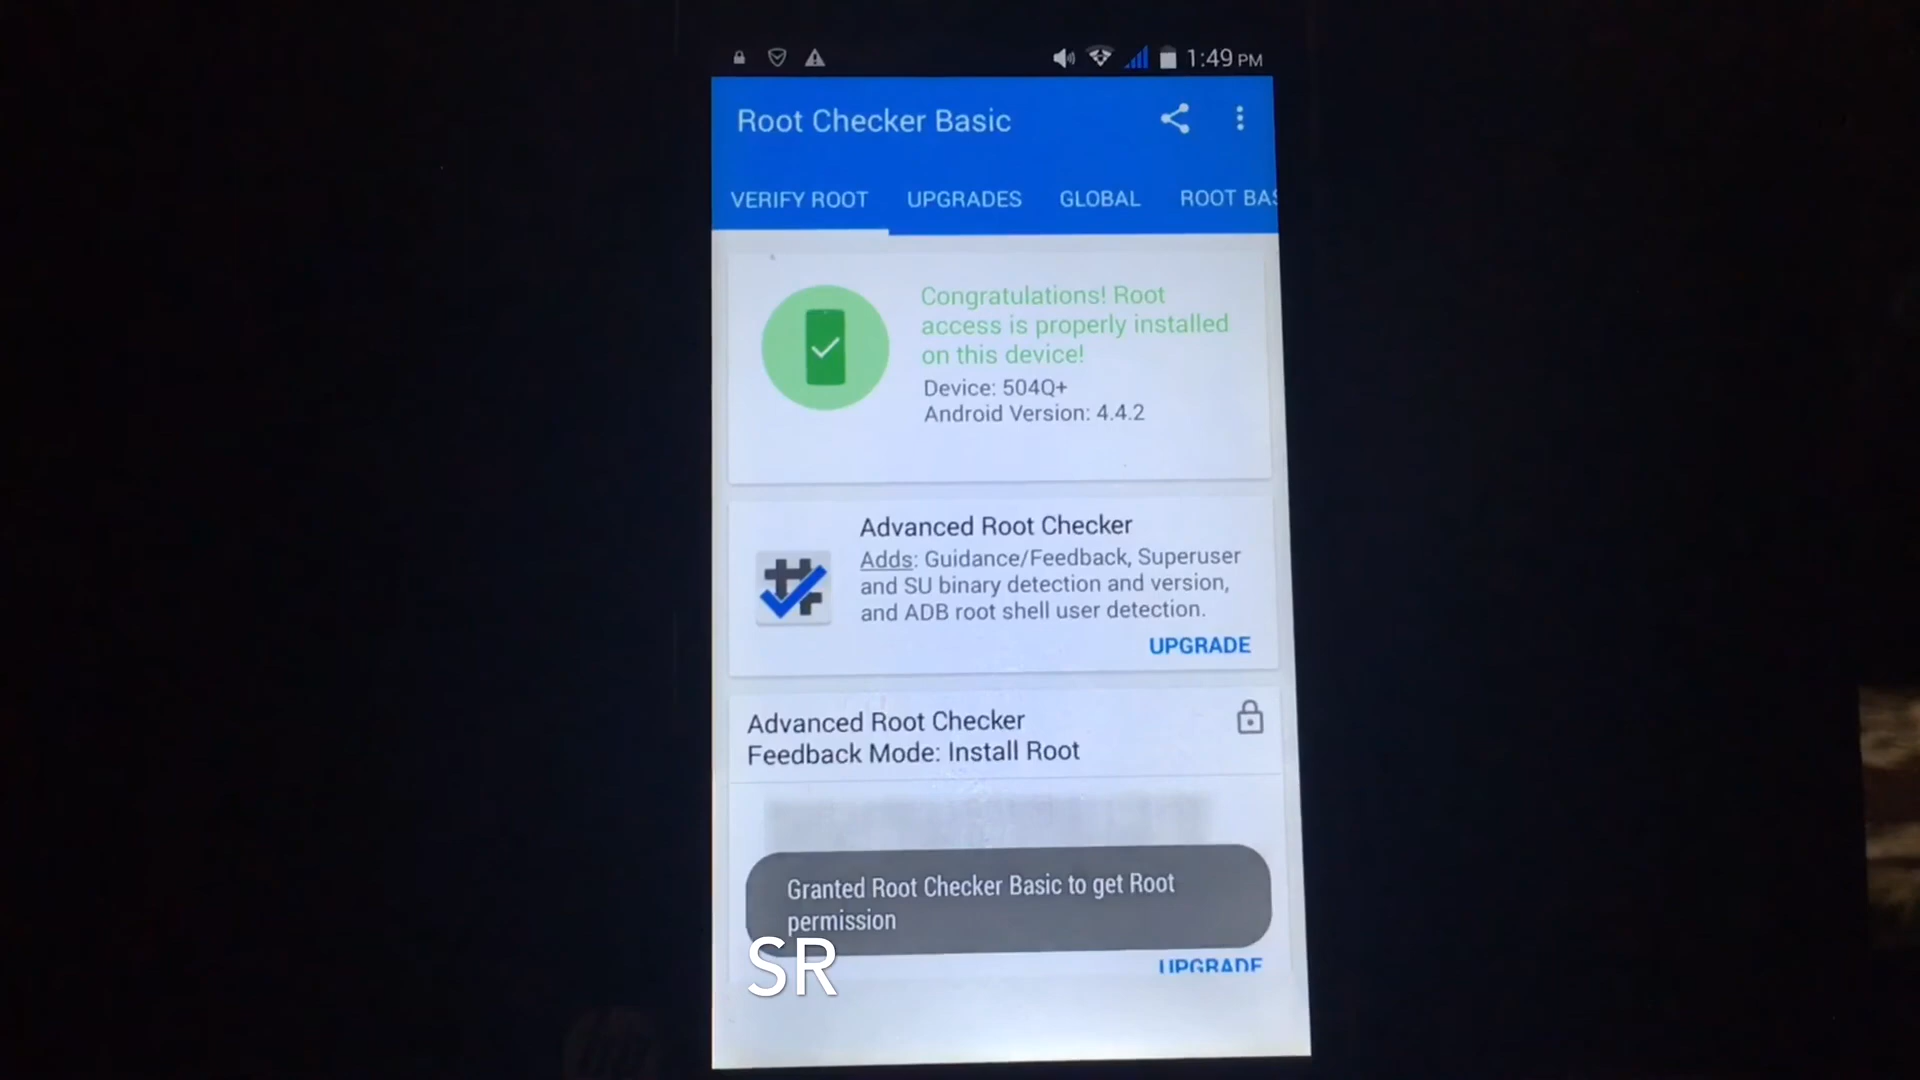 1:49 PM
Root Checker Basic
VERIFY ROOT UPGRADES GLOBAL ROOT BAS
Congratulations! Root
access is properly installed
on this device!
Device: 504Q+
Android Version: 4.4.2
Advanced Root Checker
Adds: Guidance/Feedback, Superuser
and SU binary detection and version,
and ADB root shell user detection.
UPGRADE
Advanced Root Checker
Feedback Mode: Install Root
Granted Root Checker Basic to get Root
permission
SR
UPGRADE
hp